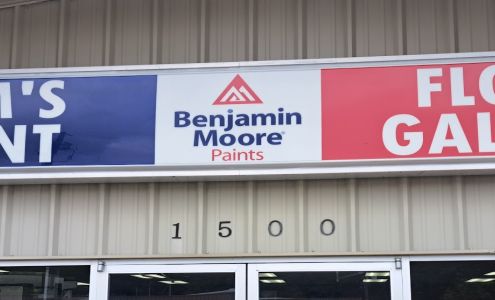 M'S
NT
Benjamin
Moore®
Paints
FLO
GAL
1500